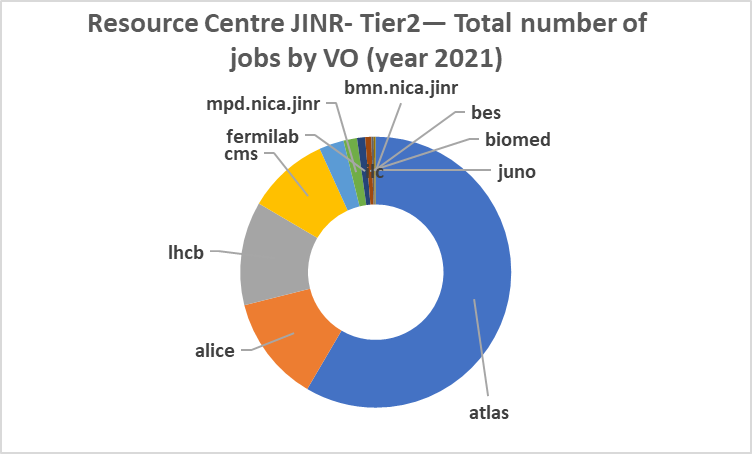 Resource Centre JINR- Tier2— Total number of
jobs by VO (year 2021)
bmn.nica.jinr
mpd.nica.jinr
bes
fermilab
biomed
cms
juno
lhcb
alice
atlas